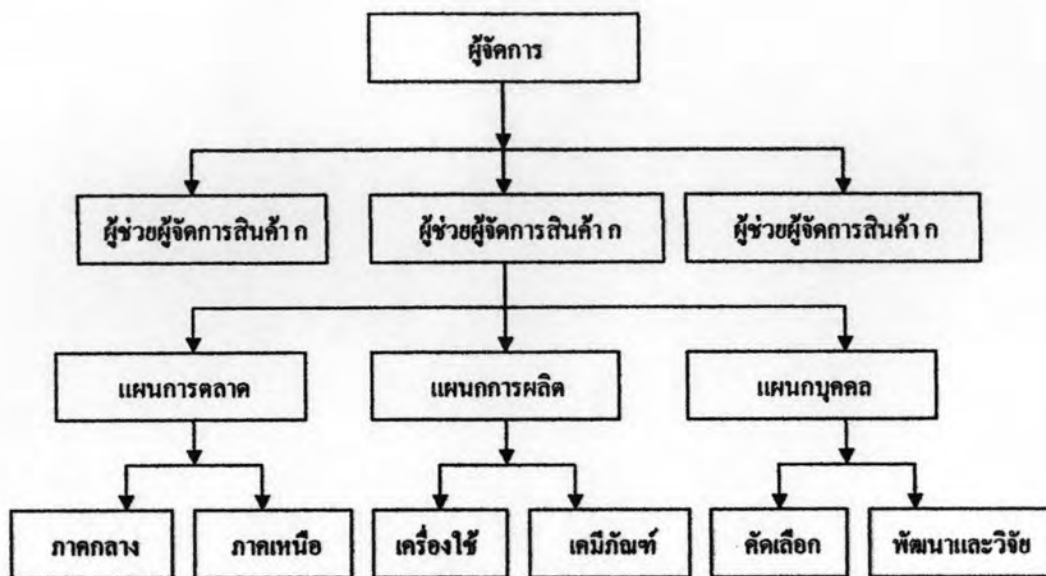 ผู้จัดการ
ผู้ช่วยผู้จัดการสินค้า ก
ผู้ช่วยผู้จัดการสินค้า ก
ผู้ช่วยผู้จัดการสินค้า ก
แผนการตลาด
แผนกการผลิต
แผนกบุคคล
ภาคกลาง
ภาคเหนือ
เครื่องใช้
เคมีภัณฑ์
คัดเลือก
พัฒนาและวิจัย